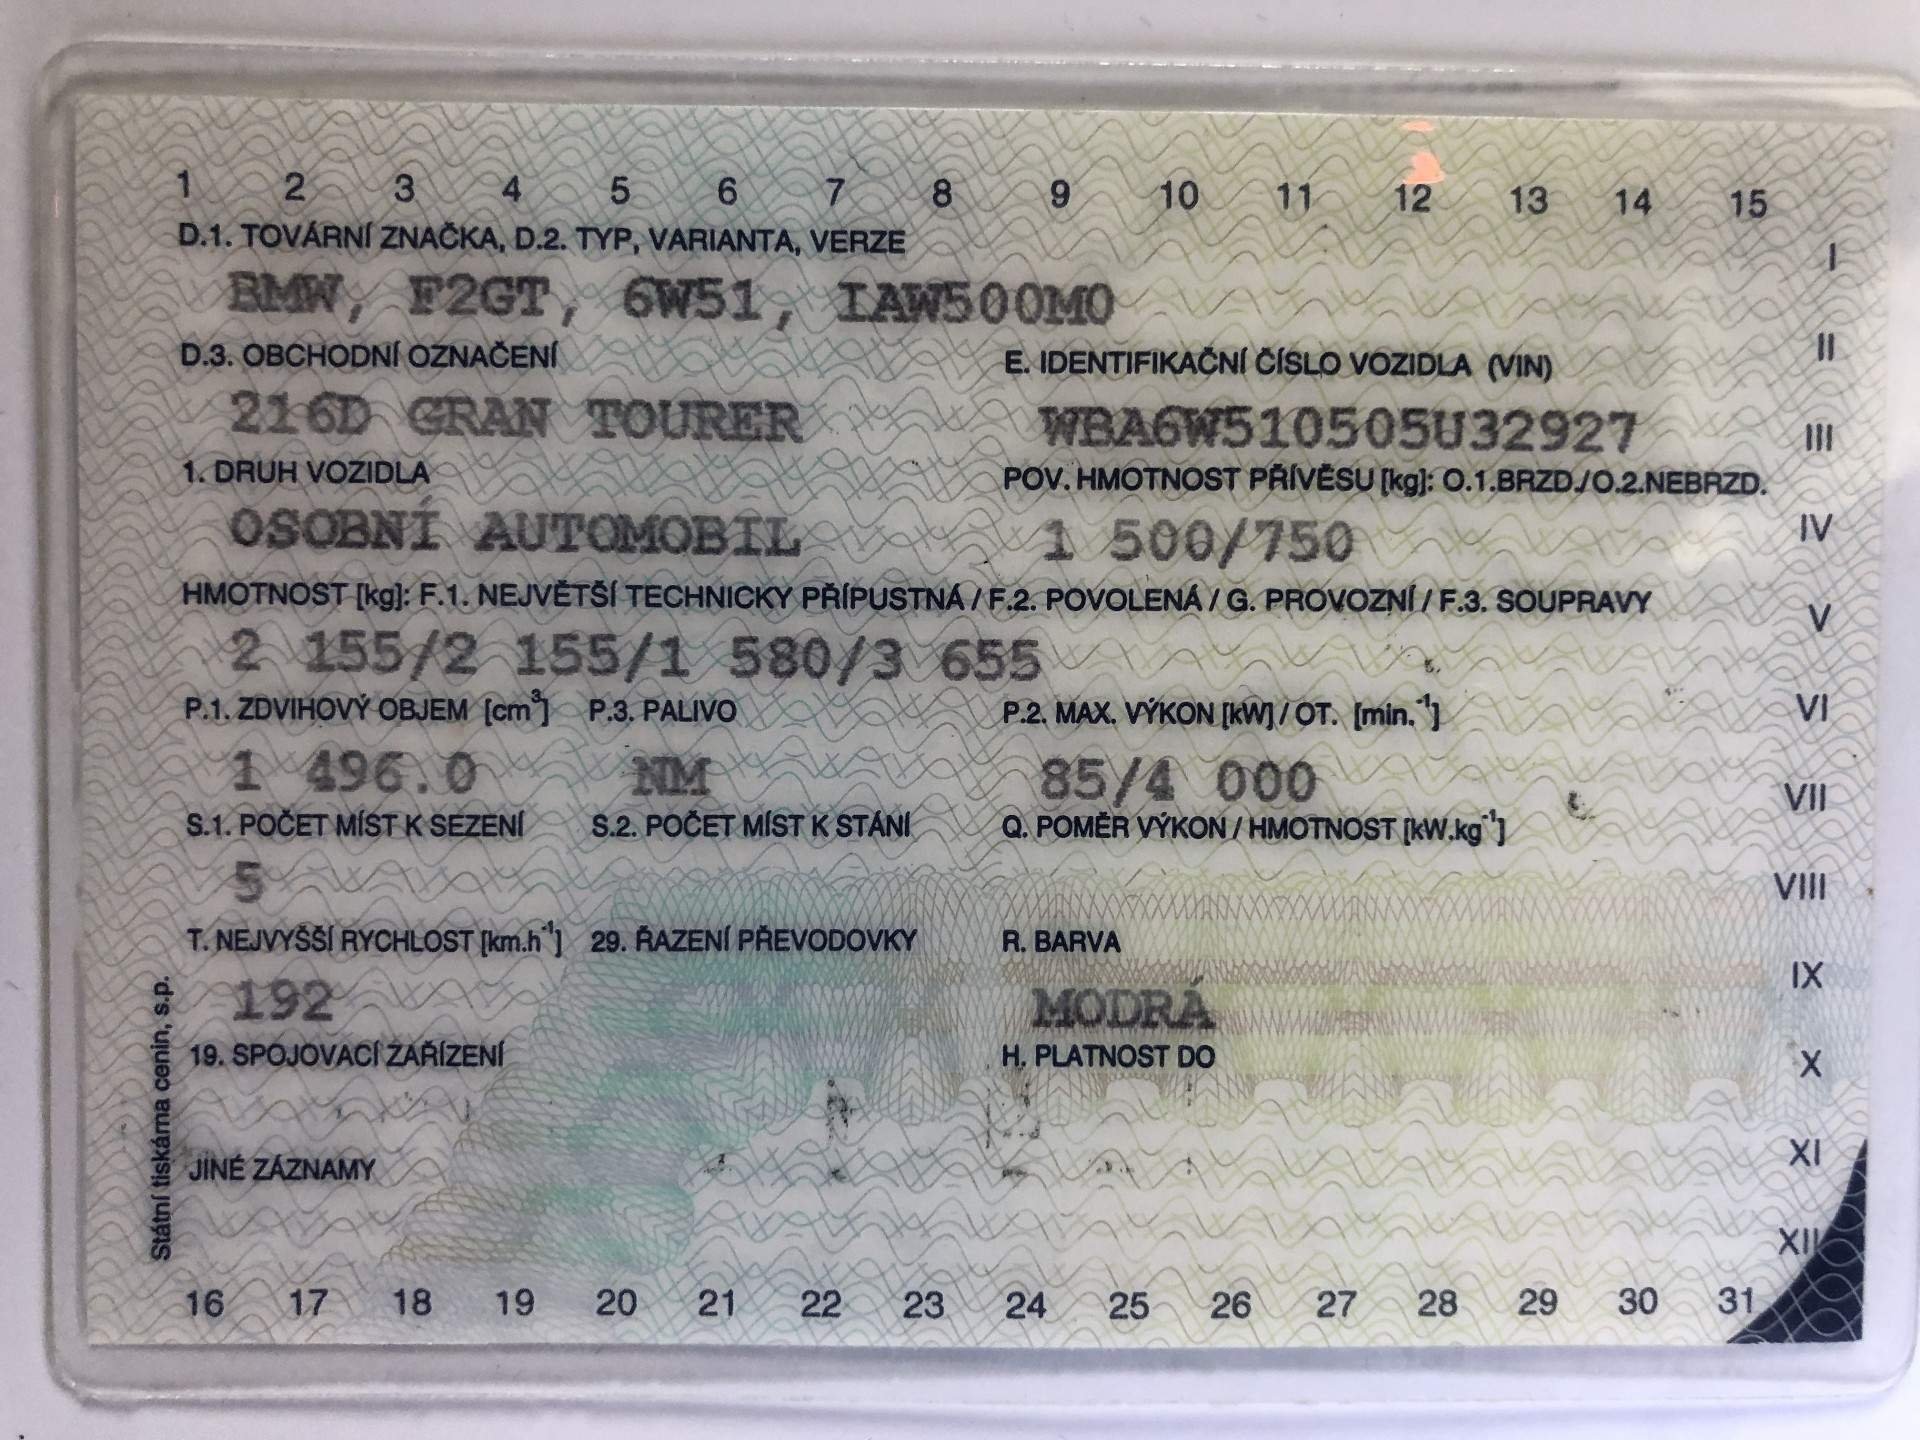 1 2 3 4 5 6 7 8 9 10 11 12 13 14 15
D.1. TOVÁRNÍ ZNAČKA, D.2. TYP, VARIANTA, VERZE
I
BMW, F2GT, 6W51, IAW500M0
D.3. OBCHODNÍ OZNAČENÍ E. IDENTIFIKAČNÍ ČÍSLO VOZIDLA (VIN)
II
216D GRAN TOURER WBA6W510505U32927
III
1. DRUH VOZIDLA POV. HMOTNOST PŘÍVĚSU [kg]: O.1.BRZD./O.2.NEBRZD.
OSOBNÍ AUTOMOBIL 1 500/750
IV
HMOTNOST [kg]: F.1. NEJVĚTŠÍ TECHNICKY PŘÍPUSTNÁ / F.2. POVOLENÁ / G. PROVOZNÍ / F.3. SOUPRAVY
V
2 155/2 155/1 580/3 655
P.1. ZDVIHOVÝ OBJEM [cm³] P.3. PALIVO P.2. MAX. VÝKON [kW] / OT. [min.⁻¹]
VI
1 496.0 NM 85/4 000
VII
S.1. POČET MÍST K SEZENÍ S.2. POČET MÍST K STÁNÍ Q. POMĚR VÝKON / HMOTNOST [kW.kg⁻¹]
5
VIII
T. NEJVYŠŠÍ RYCHLOST [km.h⁻¹] 29. ŘAZENÍ PŘEVODOVKY R. BARVA
IX
192 MODRÁ
19. SPOJOVACÍ ZAŘÍZENÍ H. PLATNOST DO
X
XI
JINÉ ZÁZNAMY
XII
Státní tiskárna cenin, s.p.
16 17 18 19 20 21 22 23 24 25 26 27 28 29 30 31